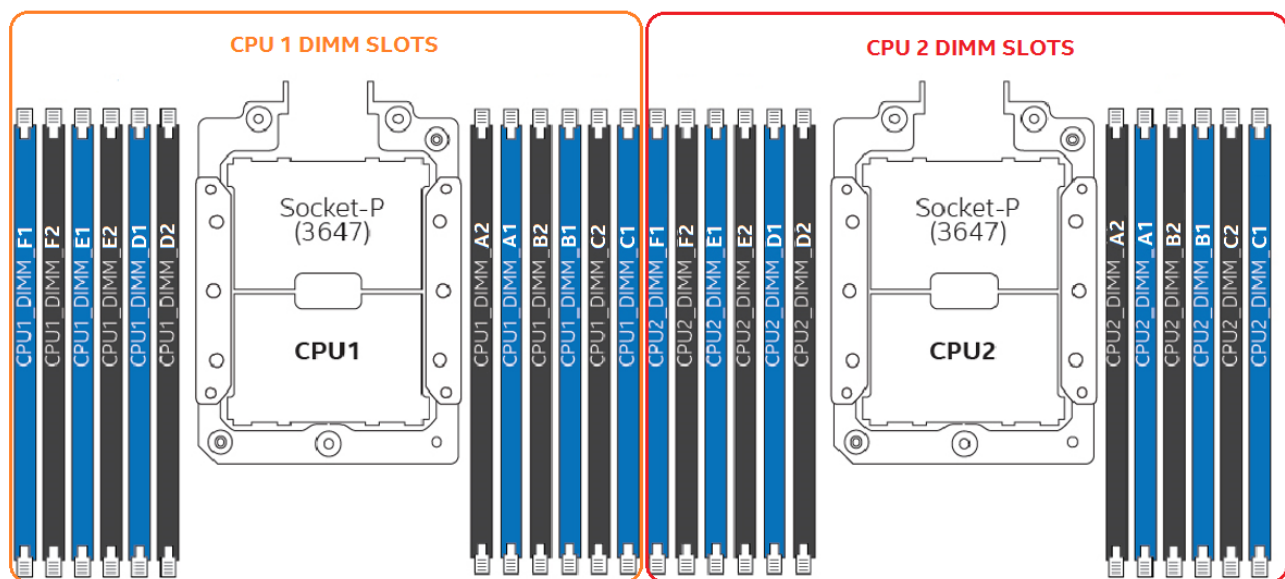 CPU 1 DIMM SLOTS
CPU 2 DIMM SLOTS
CPU1_DIMM_F1
CPU1_DIMM_F2
CPU1_DIMM_E1
CPU1_DIMM_E2
CPU1_DIMM_D1
CPU1_DIMM_D2
Socket-P
(3647)
CPU1
CPU1_DIMM_A2
CPU1_DIMM_A1
CPU1_DIMM_B2
CPU1_DIMM_B1
CPU1_DIMM_C2
CPU1_DIMM_C1
CPU2_DIMM_F1
CPU2_DIMM_F2
CPU2_DIMM_E1
CPU2_DIMM_E2
CPU2_DIMM_D1
CPU2_DIMM_D2
Socket-P
(3647)
CPU2
CPU2_DIMM_A2
CPU2_DIMM_A1
CPU2_DIMM_B2
CPU2_DIMM_B1
CPU2_DIMM_C2
CPU2_DIMM_C1